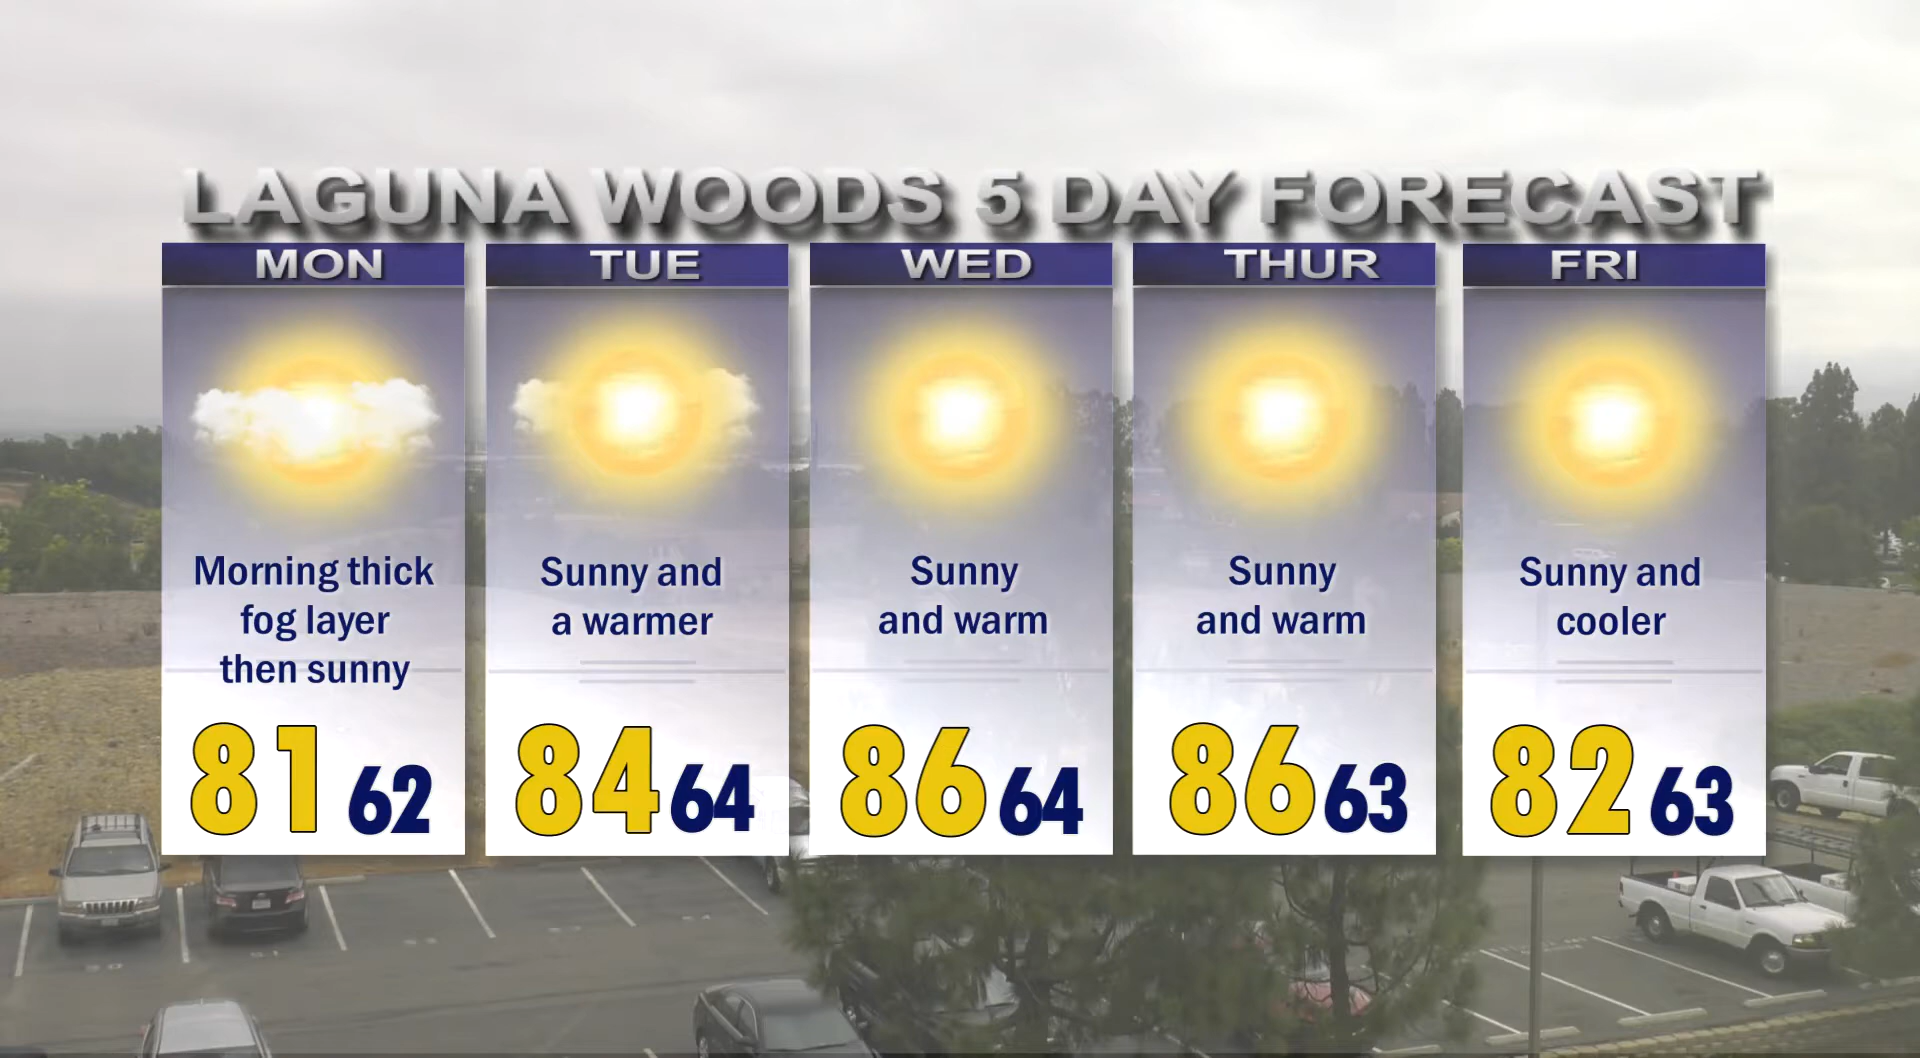 LAGUNA WOODS 5 DAY FORECAST
MON
Morning thick
fog layer
then sunny
81 62
TUE
Sunny and
a warmer
84 64
WED
Sunny
and warm
86 64
THUR
Sunny
and warm
86 63
FRI
Sunny and
cooler
82 63